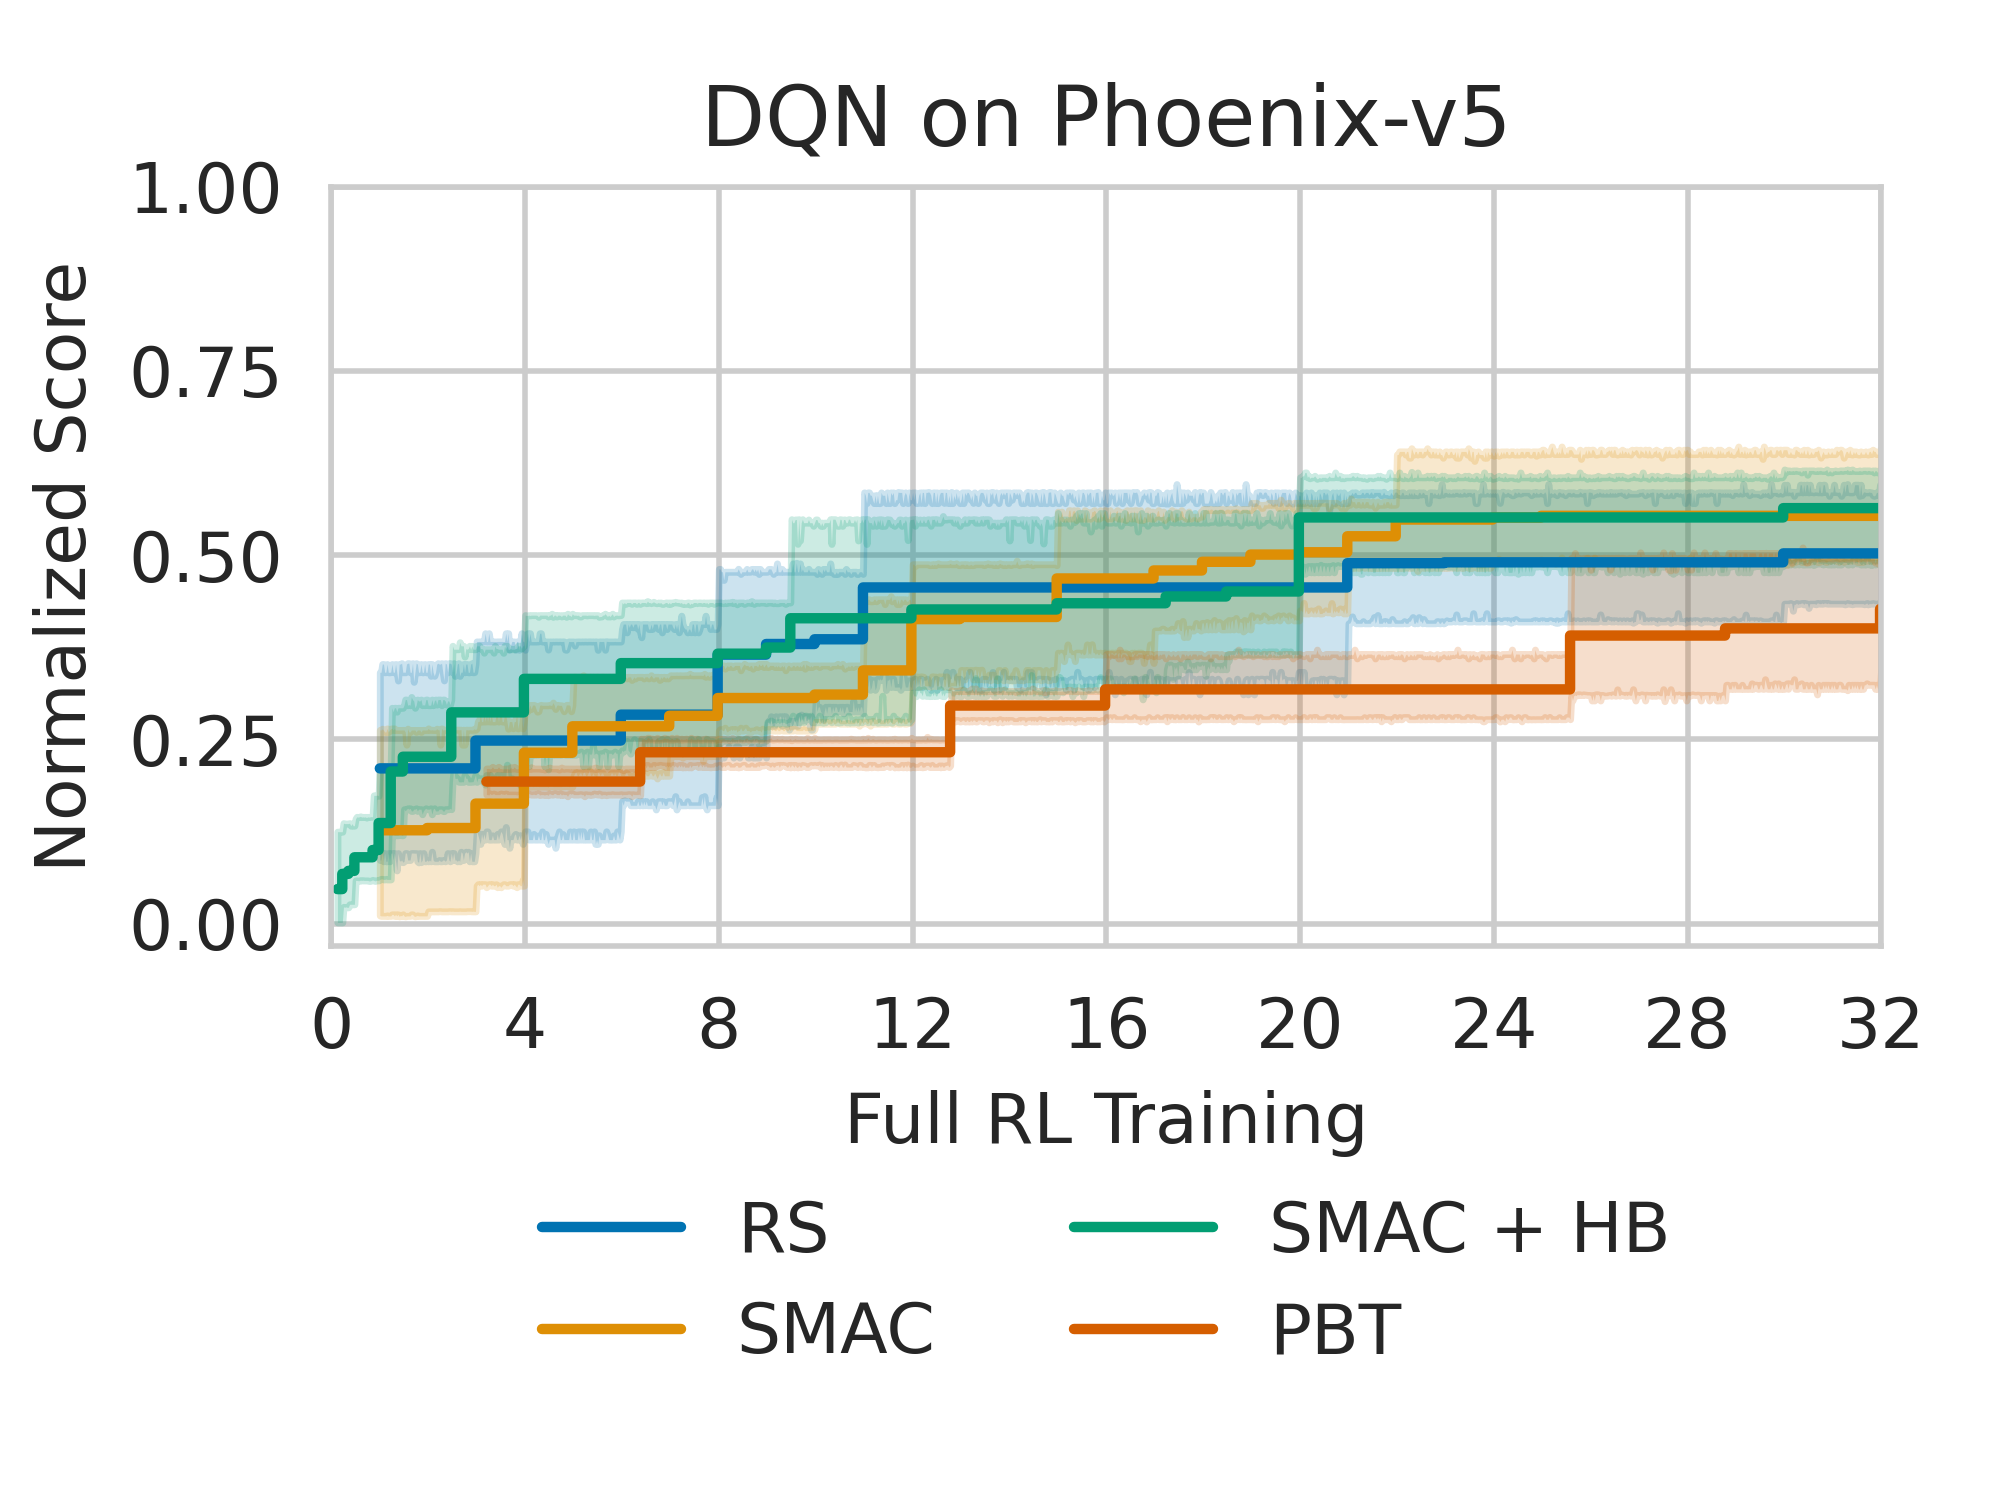 DQN on Phoenix-v5
1.00
0.75
0.50
0.25
0.00
Normalized Score
0 4 8 12 16 20 24 28 32
Full RL Training
RS SMAC + HB
SMAC PBT